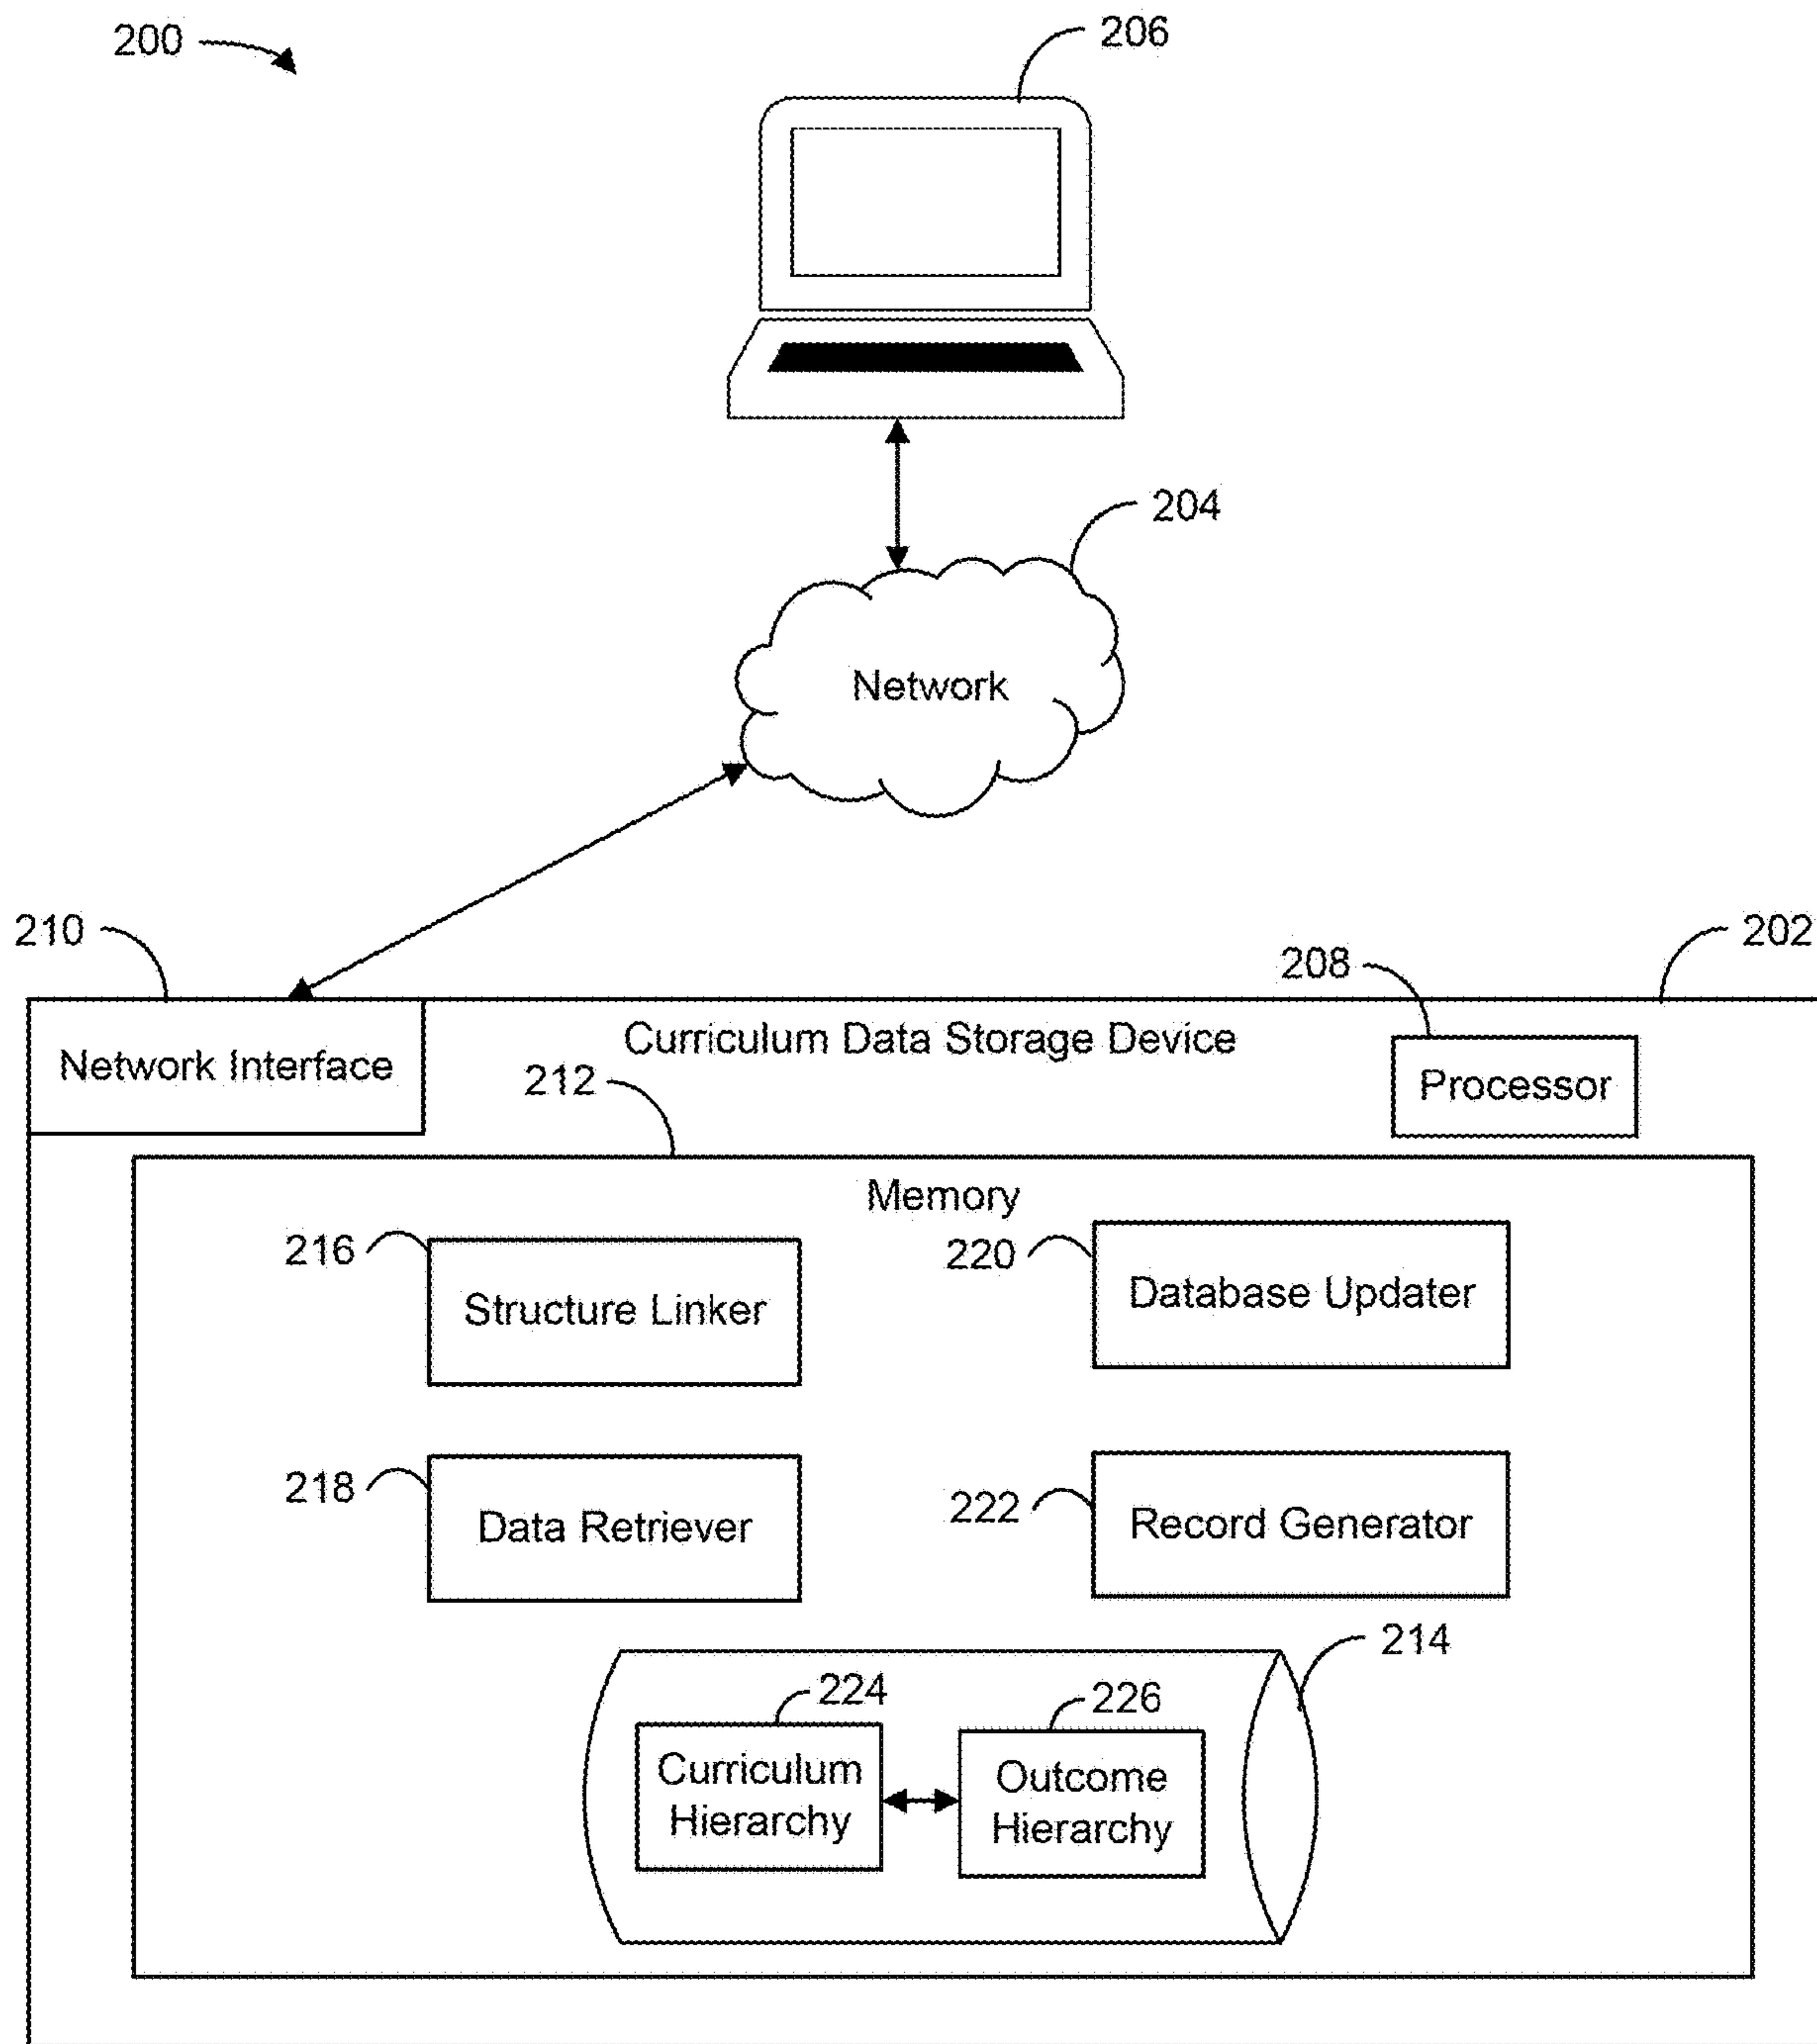 200
206
204
Network
210
202
208
Curriculum Data Storage Device
Network Interface
Processor
212
Memory
216
220
Structure Linker
Database Updater
218
222
Data Retriever
Record Generator
214
224
226
Curriculum
Hierarchy
Outcome
Hierarchy